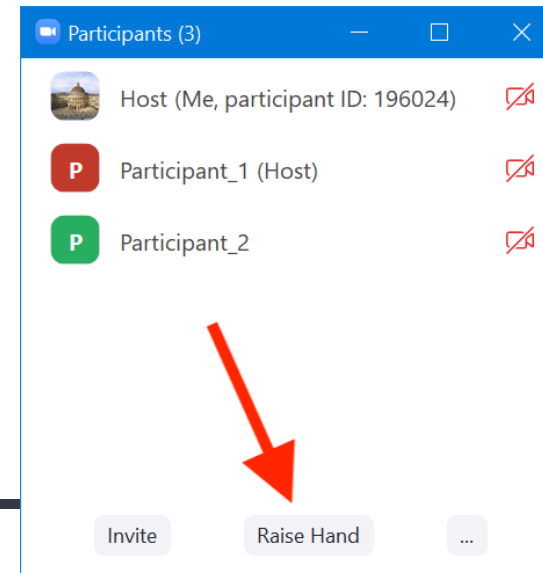 Participants (3)
Host (Me, participant ID: 196024)
P Participant_1 (Host)
P Participant_2
Invite Raise Hand ...